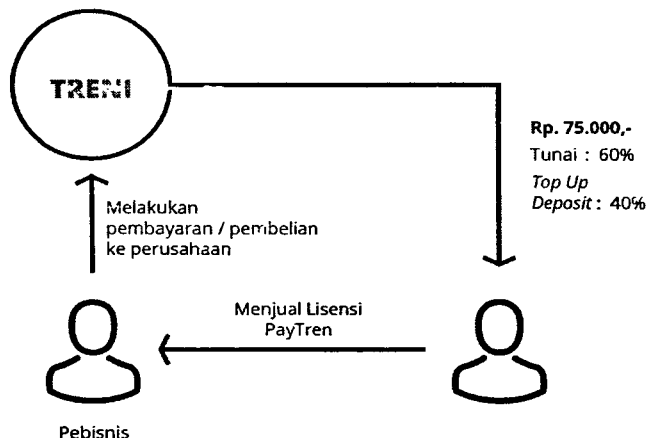 TRENI
Rp. 75.000,-
Tunai : 60%
Top Up
Deposit : 40%
Melakukan
pembayaran / pembelian
ke perusahaan
Menjual Lisensi
PayTren
Pebisnis